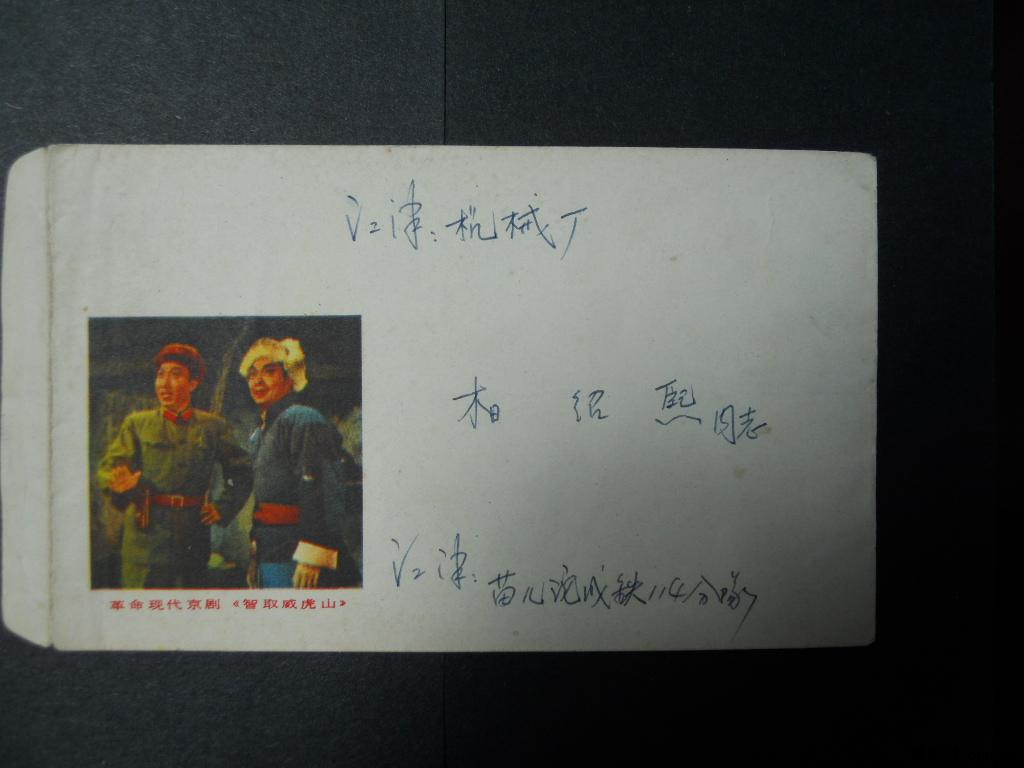 江津：机械厂
相绍熙同志
江津：苗儿沱成铁114分隊
革命现代京剧《智取威虎山》